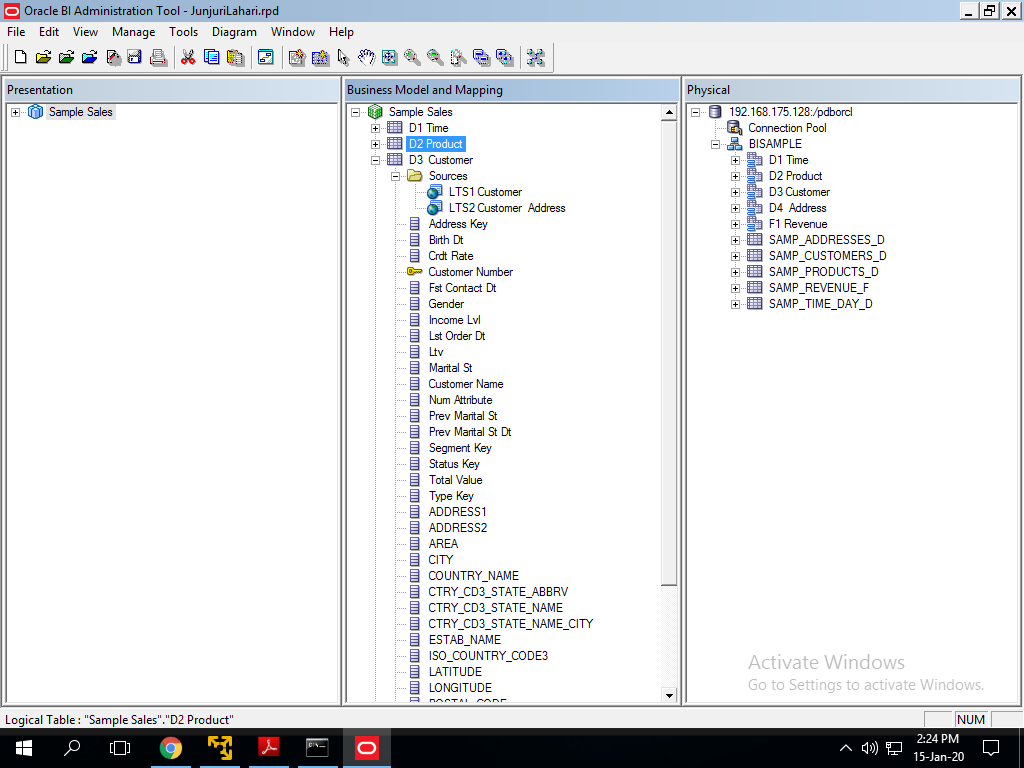 Oracle BI Administration Tool - JunjuriLahari.rpd
File Edit View Manage Tools Diagram Window Help
Presentation
Sample Sales
Business Model and Mapping
Sample Sales
D1 Time
D2 Product
D3 Customer
Sources
LTS1 Customer
LTS2 Customer Address
Address Key
Birth Dt
Crdt Rate
Customer Number
Fst Contact Dt
Gender
Income Lvl
Lst Order Dt
Ltv
Marital St
Customer Name
Num Attribute
Prev Marital St
Prev Marital St Dt
Segment Key
Status Key
Total Value
Type Key
ADDRESS1
ADDRESS2
AREA
CITY
COUNTRY_NAME
CTRY_CD3_STATE_ABBRV
CTRY_CD3_STATE_NAME
CTRY_CD3_STATE_NAME_CITY
ESTAB_NAME
ISO_COUNTRY_CODE3
LATITUDE
LONGITUDE
POSTAL_CODE
Physical
192.168.175.128:/pdborcl
Connection Pool
BISAMPLE
D1 Time
D2 Product
D3 Customer
D4 Address
F1 Revenue
SAMP_ADDRESSES_D
SAMP_CUSTOMERS_D
SAMP_PRODUCTS_D
SAMP_REVENUE_F
SAMP_TIME_DAY_D
Activate Windows
Go to Settings to activate Windows.
Logical Table : "Sample Sales"."D2 Product"
NUM
2:24 PM
15-Jan-20